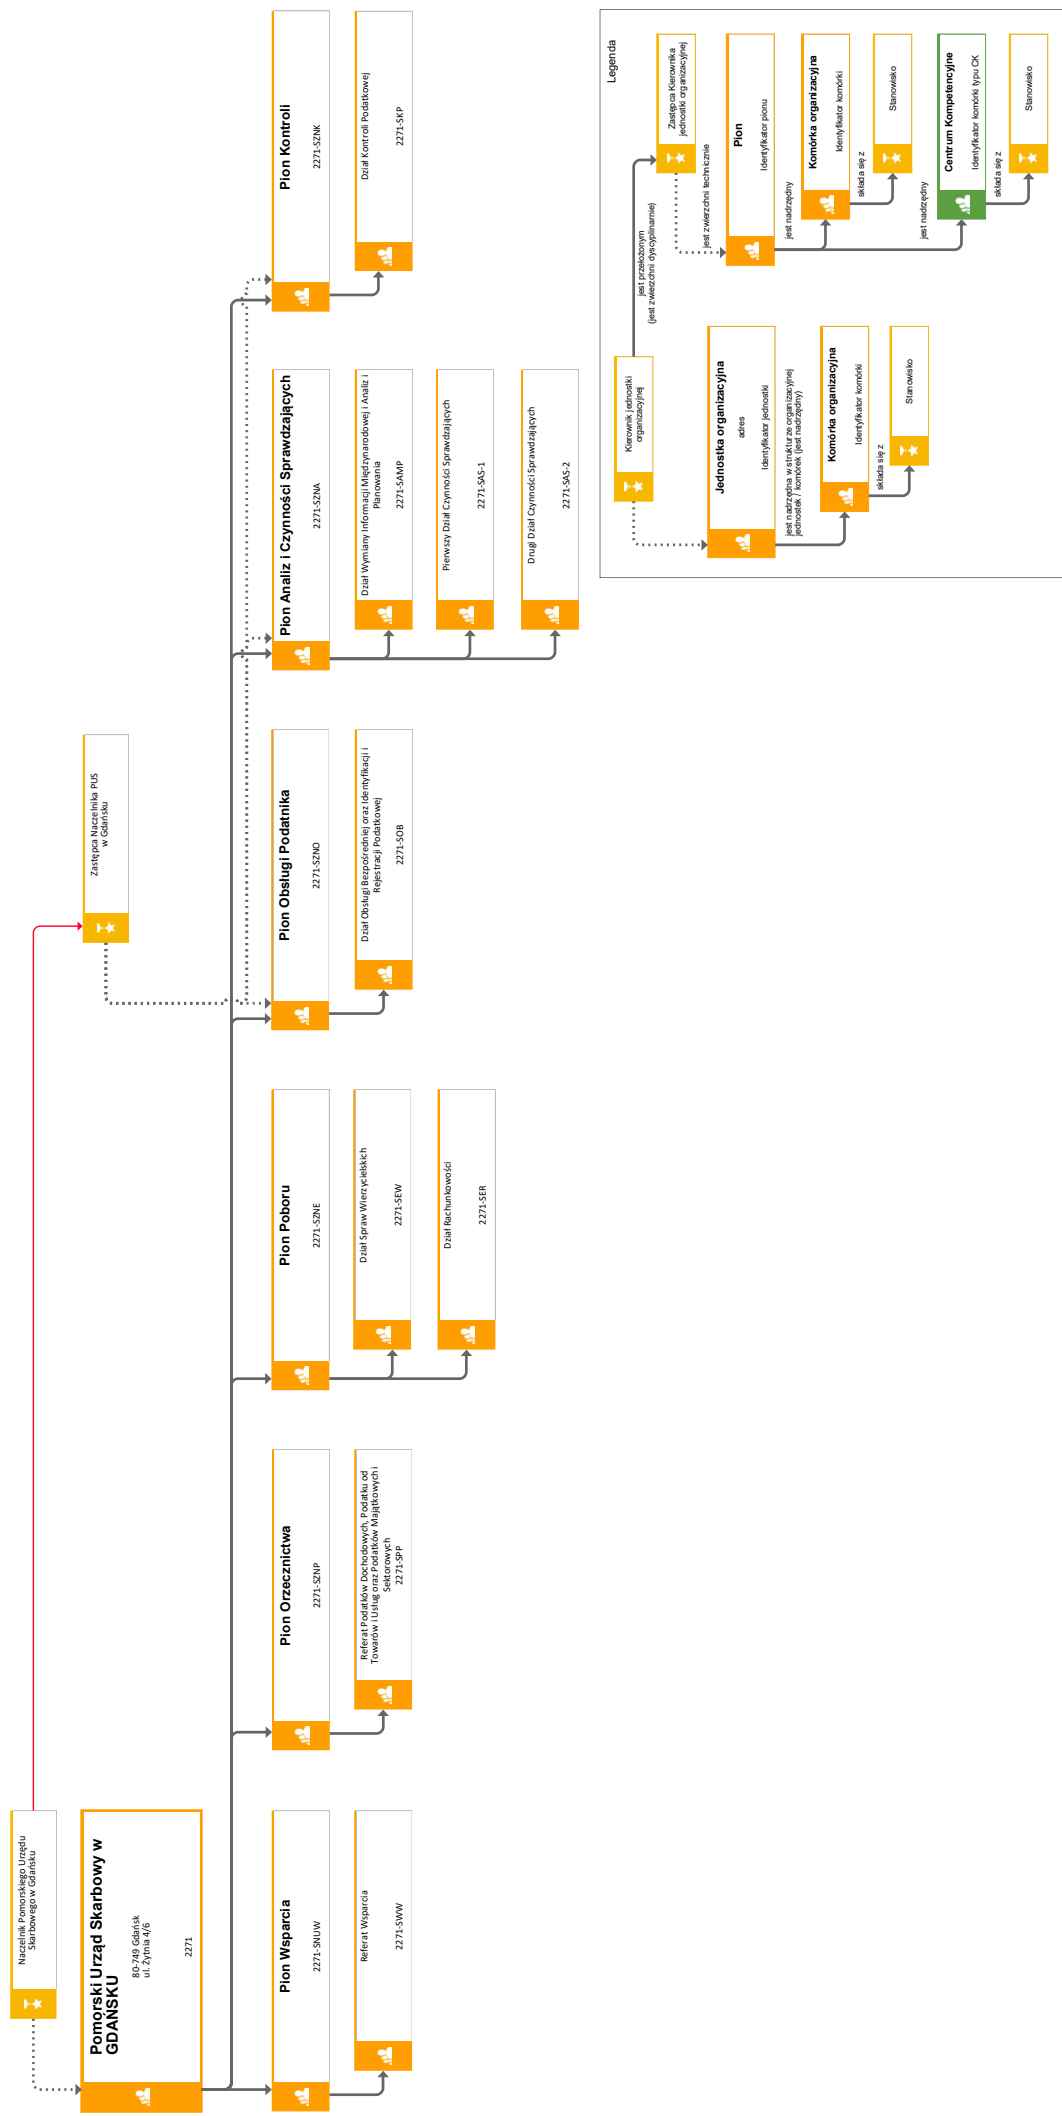 Naczelnik Pomorskiego Urzędu
Skarbowego w Gdańsku
Zastępca Naczelnika PUS
w Gdańsku
Pomorski Urząd Skarbowy w
GDAŃSKU
80-749 Gdańsk
ul. Żytnia 4/6
2271
Pion Wsparcia
2271-SNUW
Referat Wsparcia
2271-SWW
Pion Orzecznictwa
2271-SZNP
Referat Podatków Dochodowych, Podatku od
Towarów i Usług oraz Podatków Majątkowych i
Sektorowych
2271-SPP
Pion Poboru
2271-SZNE
Dział Spraw Wierzycielskich
2271-SEW
Dział Rachunkowości
2271-SER
Pion Obsługi Podatnika
2271-SZNO
Dział Obsługi Bezpośredniej oraz Identyfikacji i
Rejestracji Podatkowej
2271-SOB
Pion Analiz i Czynności Sprawdzających
2271-SZNA
Dział Wymiany Informacji Międzynarodowej i Analiz i
Planowania
2271-SAMP
Pierwszy Dział Czynności Sprawdzających
2271-SAS-1
Drugi Dział Czynności Sprawdzających
2271-SAS-2
Pion Kontroli
2271-SZNK
Dział Kontroli Podatkowej
2271-SKP
Legenda
Kierownik jednostki
organizacyjnej
jest przełożonym
(jest zwierzchni dyscyplinarnie)
Zastępca Kierownika
jednostki organizacyjnej
jest zwierzchni technicznie
Jednostka organizacyjna
adres
Identyfikator jednostki
jest nadrzędna w strukturze organizacyjnej
jednostek / komórek (jest nadrzędny)
Komórka organizacyjna
Identyfikator komórki
składa się z
Stanowisko
Pion
Identyfikator pionu
jest nadrzędny
Komórka organizacyjna
Identyfikator komórki
składa się z
Stanowisko
jest nadrzędny
Centrum Kompetencyjne
Identyfikator komórki typu CK
składa się z
Stanowisko